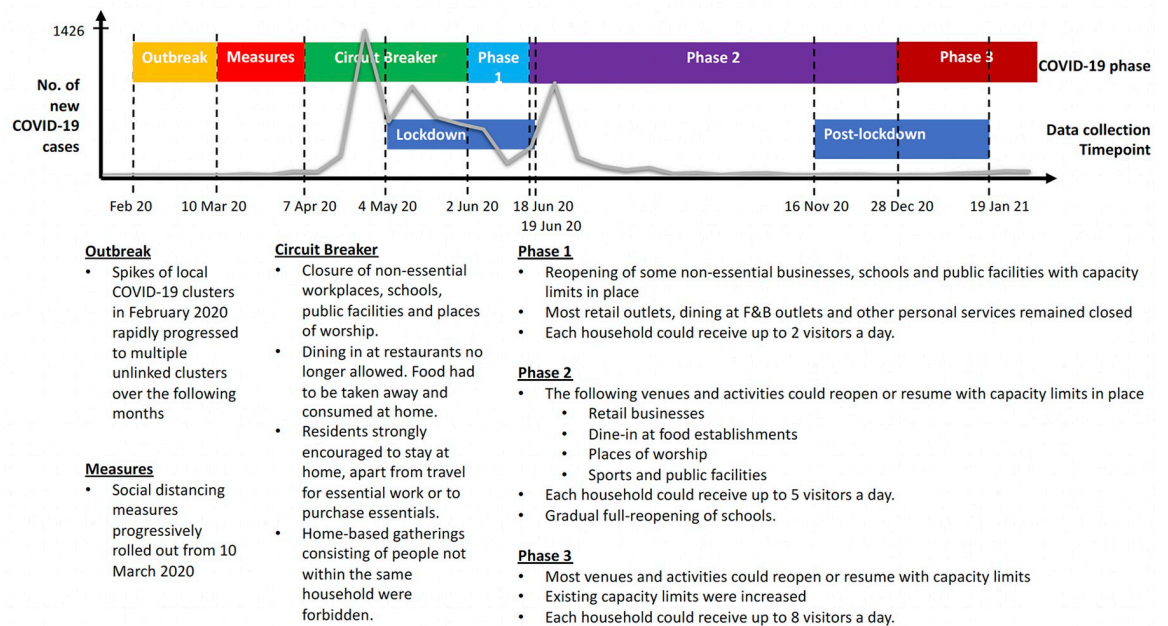 1426
Outbreak
Measures
Circuit Breaker
Phase
1
Phase 2
Phase 3
COVID-19 phase
No. of
new
COVID-19
cases
Lockdown
Post-lockdown
Data collection
Timepoint
Feb 20
10 Mar 20
7 Apr 20
4 May 20
2 Jun 20
18 Jun 20
19 Jun 20
16 Nov 20
28 Dec 20
19 Jan 21
Outbreak
• Spikes of local
COVID-19 clusters
in February 2020
rapidly progressed
to multiple
unlinked clusters
over the following
months
Measures
• Social distancing
measures
progressively
rolled out from 10
March 2020
Circuit Breaker
• Closure of non-essential
workplaces, schools,
public facilities and places
of worship.
• Dining in at restaurants no
longer allowed. Food had
to be taken away and
consumed at home.
• Residents strongly
encouraged to stay at
home, apart from travel
for essential work or to
purchase essentials.
• Home-based gatherings
consisting of people not
within the same
household were
forbidden.
Phase 1
• Reopening of some non-essential businesses, schools and public facilities with capacity
limits in place
• Most retail outlets, dining at F&B outlets and other personal services remained closed
• Each household could receive up to 2 visitors a day.
Phase 2
• The following venues and activities could reopen or resume with capacity limits in place
• Retail businesses
• Dine-in at food establishments
• Places of worship
• Sports and public facilities
• Each household could receive up to 5 visitors a day.
• Gradual full-reopening of schools.
Phase 3
• Most venues and activities could reopen or resume with capacity limits
• Existing capacity limits were increased
• Each household could receive up to 8 visitors a day.